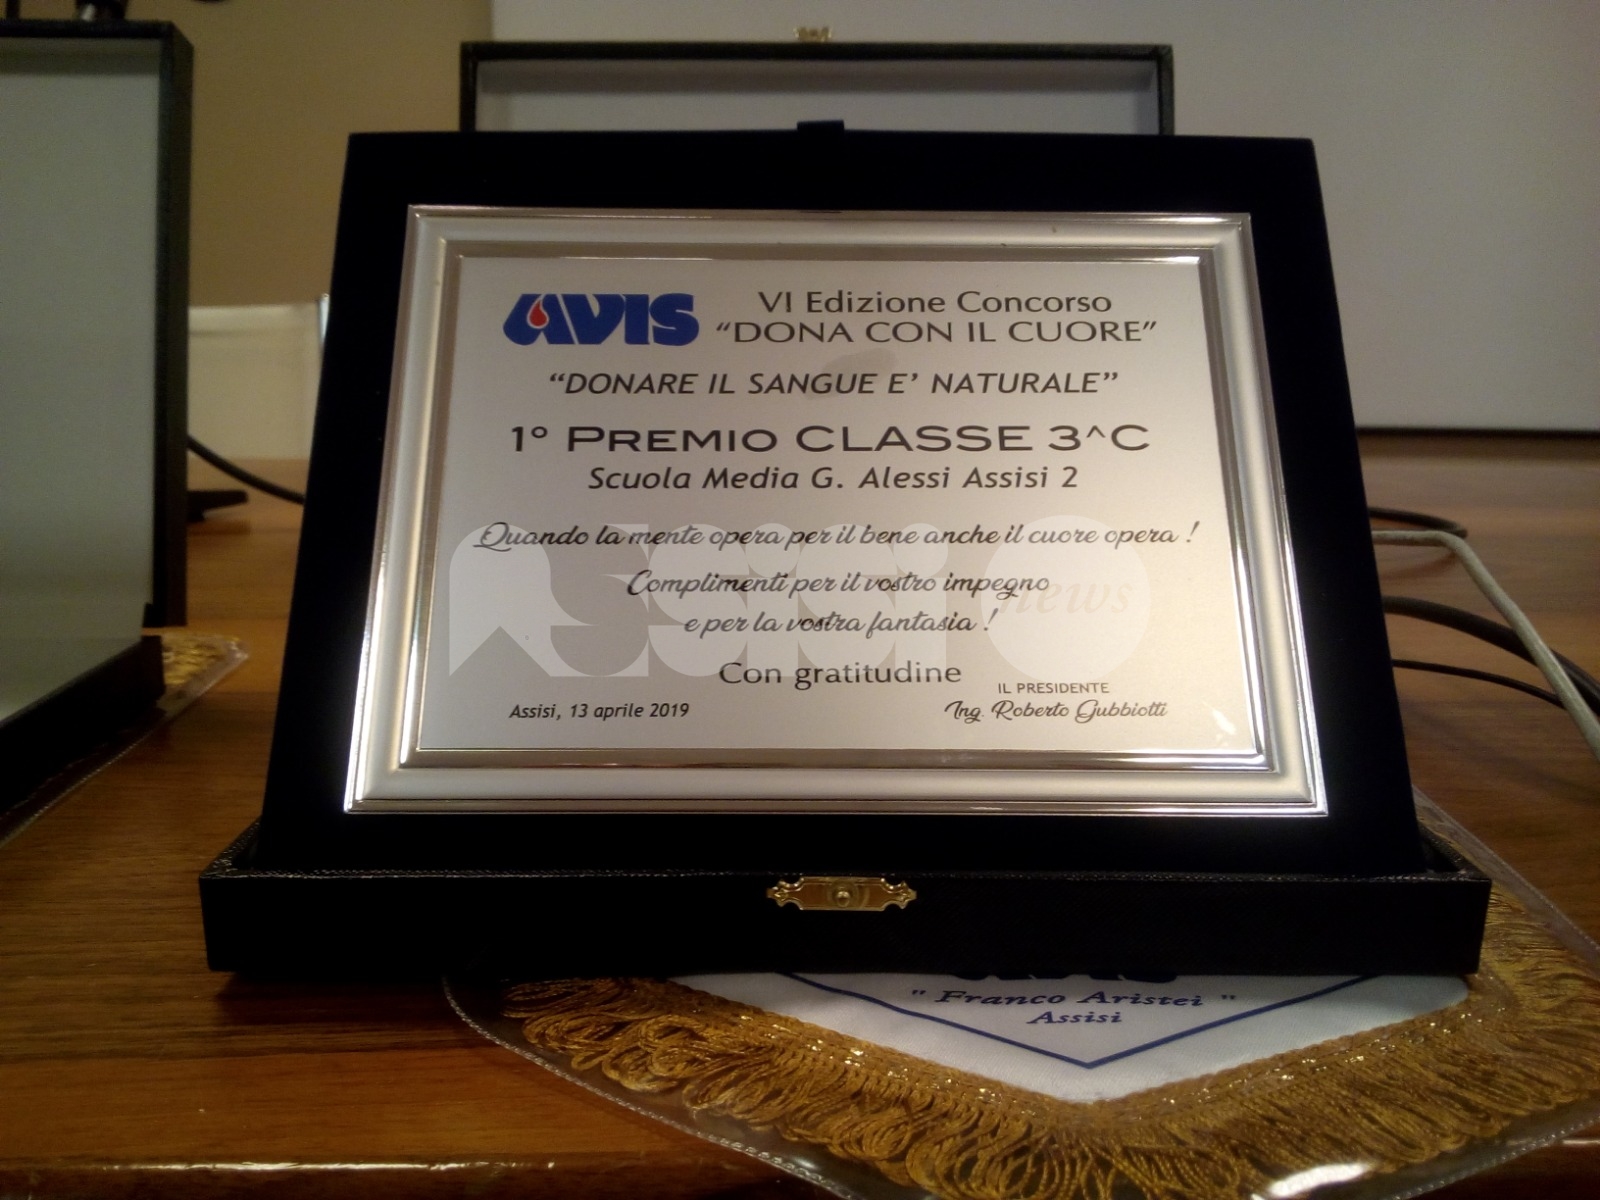 AVIS
VI Edizione Concorso
“DONA CON IL CUORE”
“DONARE IL SANGUE E’ NATURALE”
1° PREMIO CLASSE 3^C
Scuola Media G. Alessi Assisi 2
Quando la mente opera per il bene anche il cuore opera !
Complimenti per il vostro impegno
e per la vostra fantasia !
Con gratitudine
IL PRESIDENTE
Assisi, 13 aprile 2019
Ing. Roberto Gubbiotti
Assisi news
" Franco Aristei "
Assisi